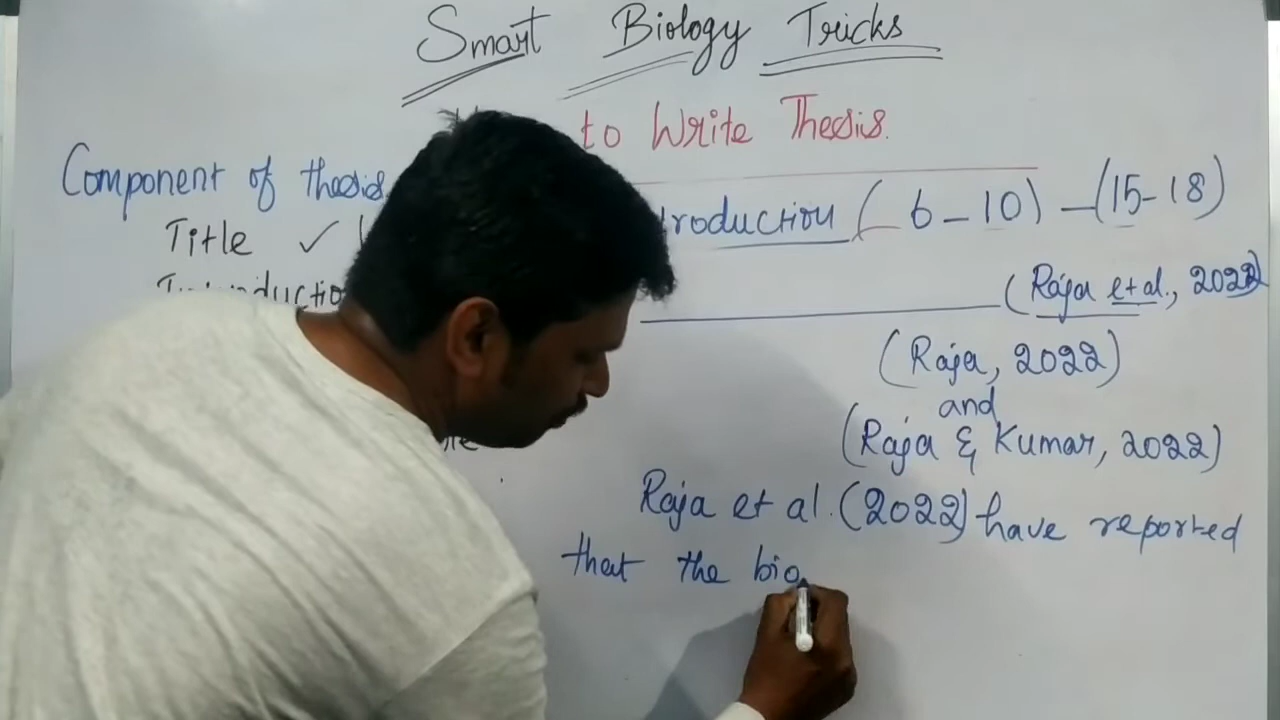 Smart Biology Tricks
to Write Thesis.
Component of thesis
Title ✓
Introduction (6-10) - (15-18)
(Raja et al., 2022)
(Raja, 2022)
and
(Raja & Kumar, 2022)
Raja et al. (2022) have reported
that the bio